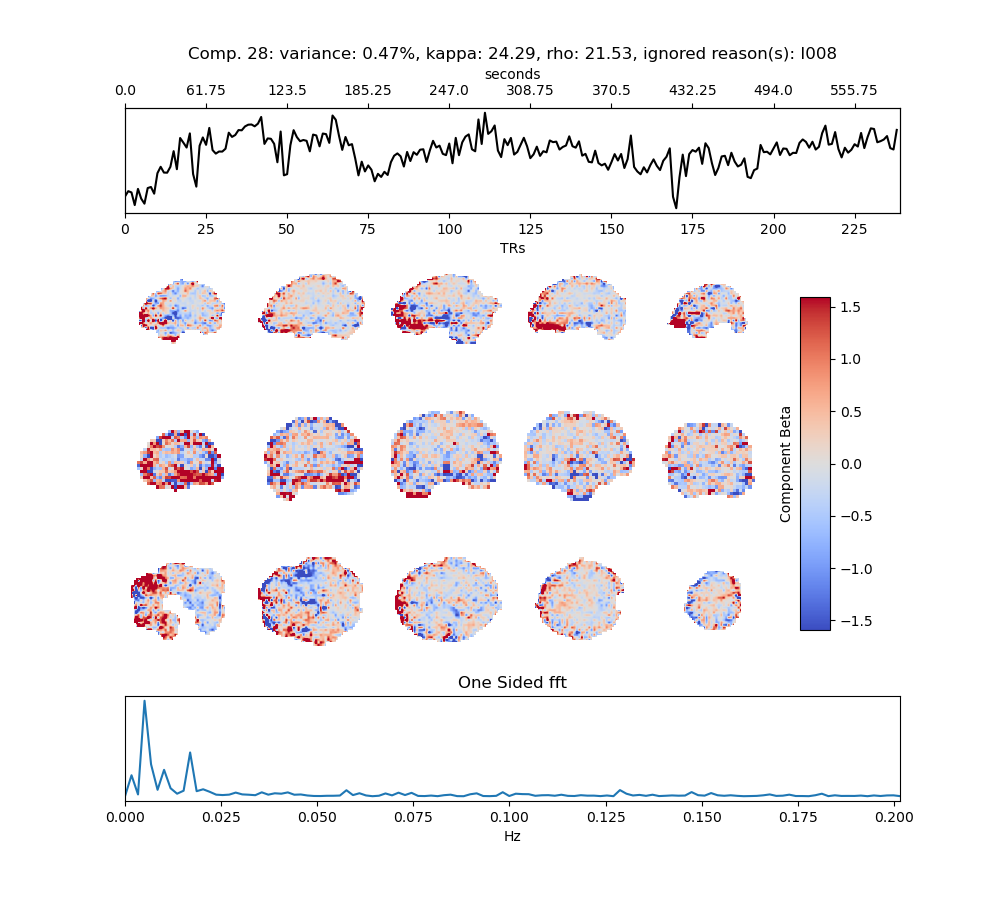 Comp. 28: variance: 0.47%, kappa: 24.29, rho: 21.53, ignored reason(s): I008
seconds
0.0 61.75 123.5 185.25 247.0 308.75 370.5 432.25 494.0 555.75
0 25 50 75 100 125 150 175 200 225
TRs
1.5
1.0
0.5
0.0
−0.5
−1.0
−1.5
Component Beta
One Sided fft
0.000 0.025 0.050 0.075 0.100 0.125 0.150 0.175 0.200
Hz